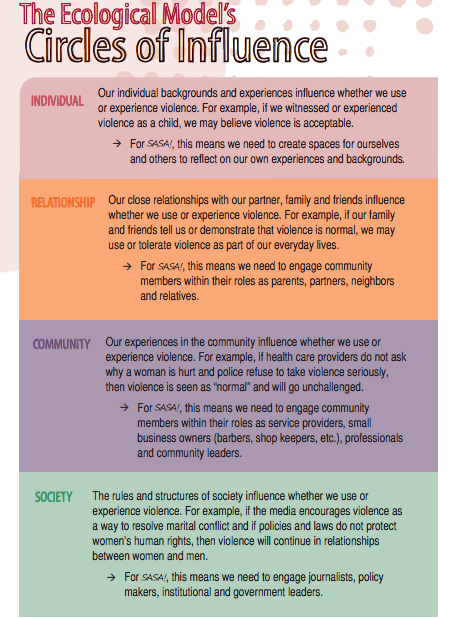 The Ecological Model's
Circles of Influence
INDIVIDUAL
Our individual backgrounds and experiences influence whether we use
or experience violence. For example, if we witnessed or experienced
violence as a child, we may believe violence is acceptable.
→ For SASA!, this means we need to create spaces for ourselves
and others to reflect on our own experiences and backgrounds.
RELATIONSHIP
Our close relationships with our partner, family and friends influence
whether we use or experience violence. For example, if our family
and friends tell us or demonstrate that violence is normal, we may
use or tolerate violence as part of our everyday lives.
→ For SASA!, this means we need to engage community
members within their roles as parents, partners, neighbors
and relatives.
COMMUNITY
Our experiences in the community influence whether we use or
experience violence. For example, if health care providers do not ask
why a woman is hurt and police refuse to take violence seriously,
then violence is seen as "normal" and will go unchallenged.
→ For SASA!, this means we need to engage community
members within their roles as service providers, small
business owners (barbers, shop keepers, etc.), professionals
and community leaders.
SOCIETY
The rules and structures of society influence whether we use or
experience violence. For example, if the media encourages violence as
a way to resolve marital conflict and if policies and laws do not protect
women's human rights, then violence will continue in relationships
between women and men.
→ For SASA!, this means we need to engage journalists, policy
makers, institutional and government leaders.